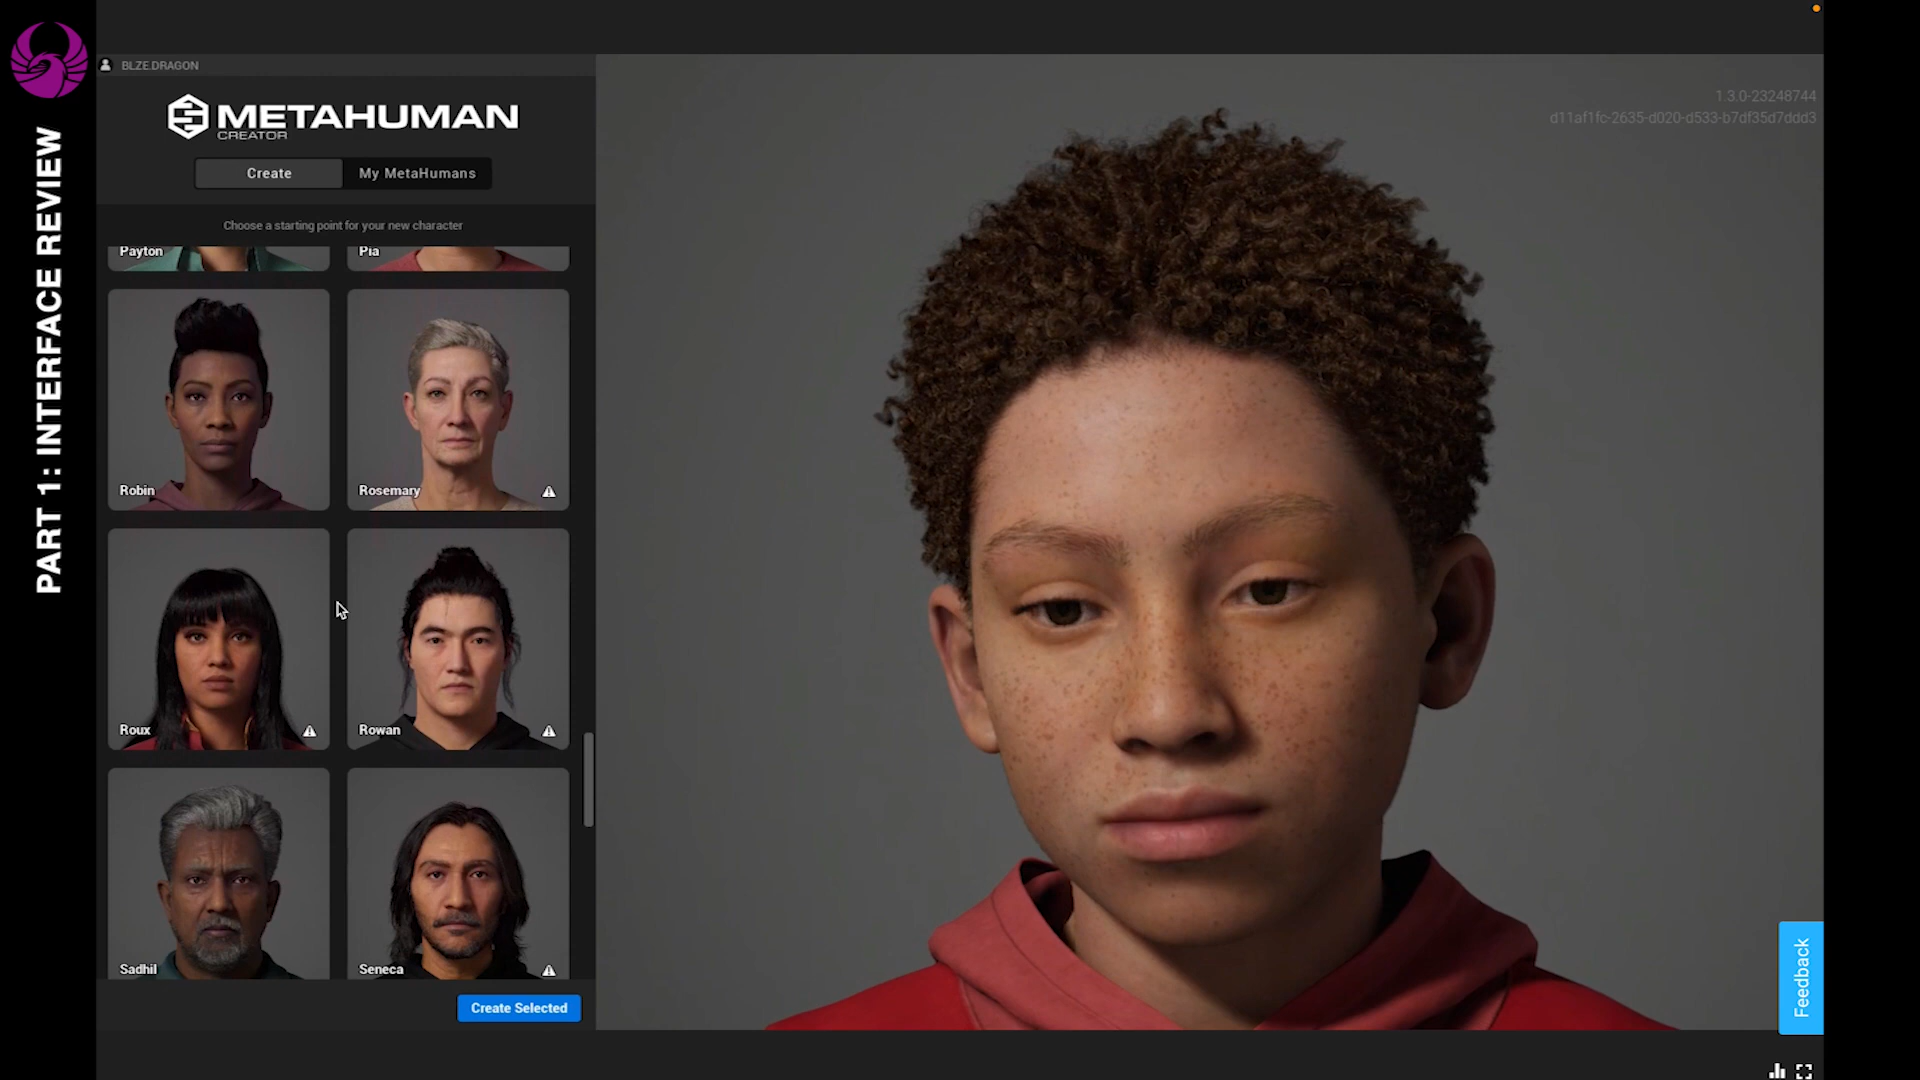 PART 1: INTERFACE REVIEW
BLZE.DRAGON
METAHUMAN
CREATOR
Create
My MetaHumans
Choose a starting point for your new character
Payton
Pia
Robin
Rosemary
Roux
Rowan
Sadhil
Seneca
Create Selected
1.3.0-23248744
d11af1fc-2635-d020-d533-b7df35d7ddd3
Feedback